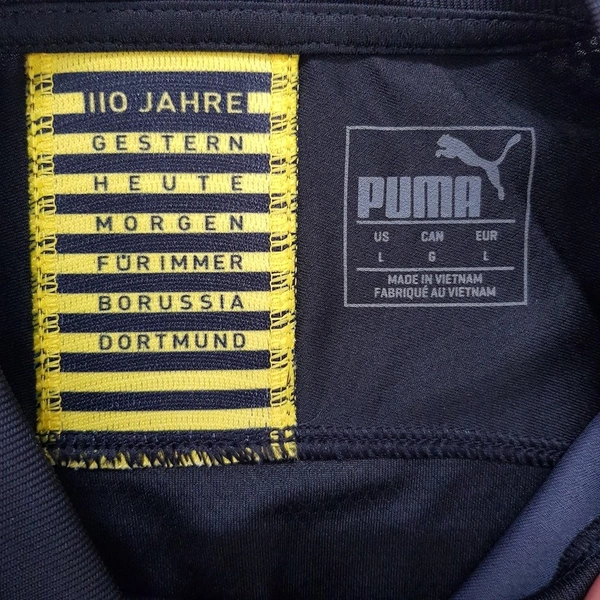 110 JAHRE
GESTERN
HEUTE
MORGEN
FÜR IMMER
BORUSSIA
DORTMUND
PUMA
US CAN EUR
L G L
MADE IN VIETNAM
FABRIQUÉ AU VIETNAM